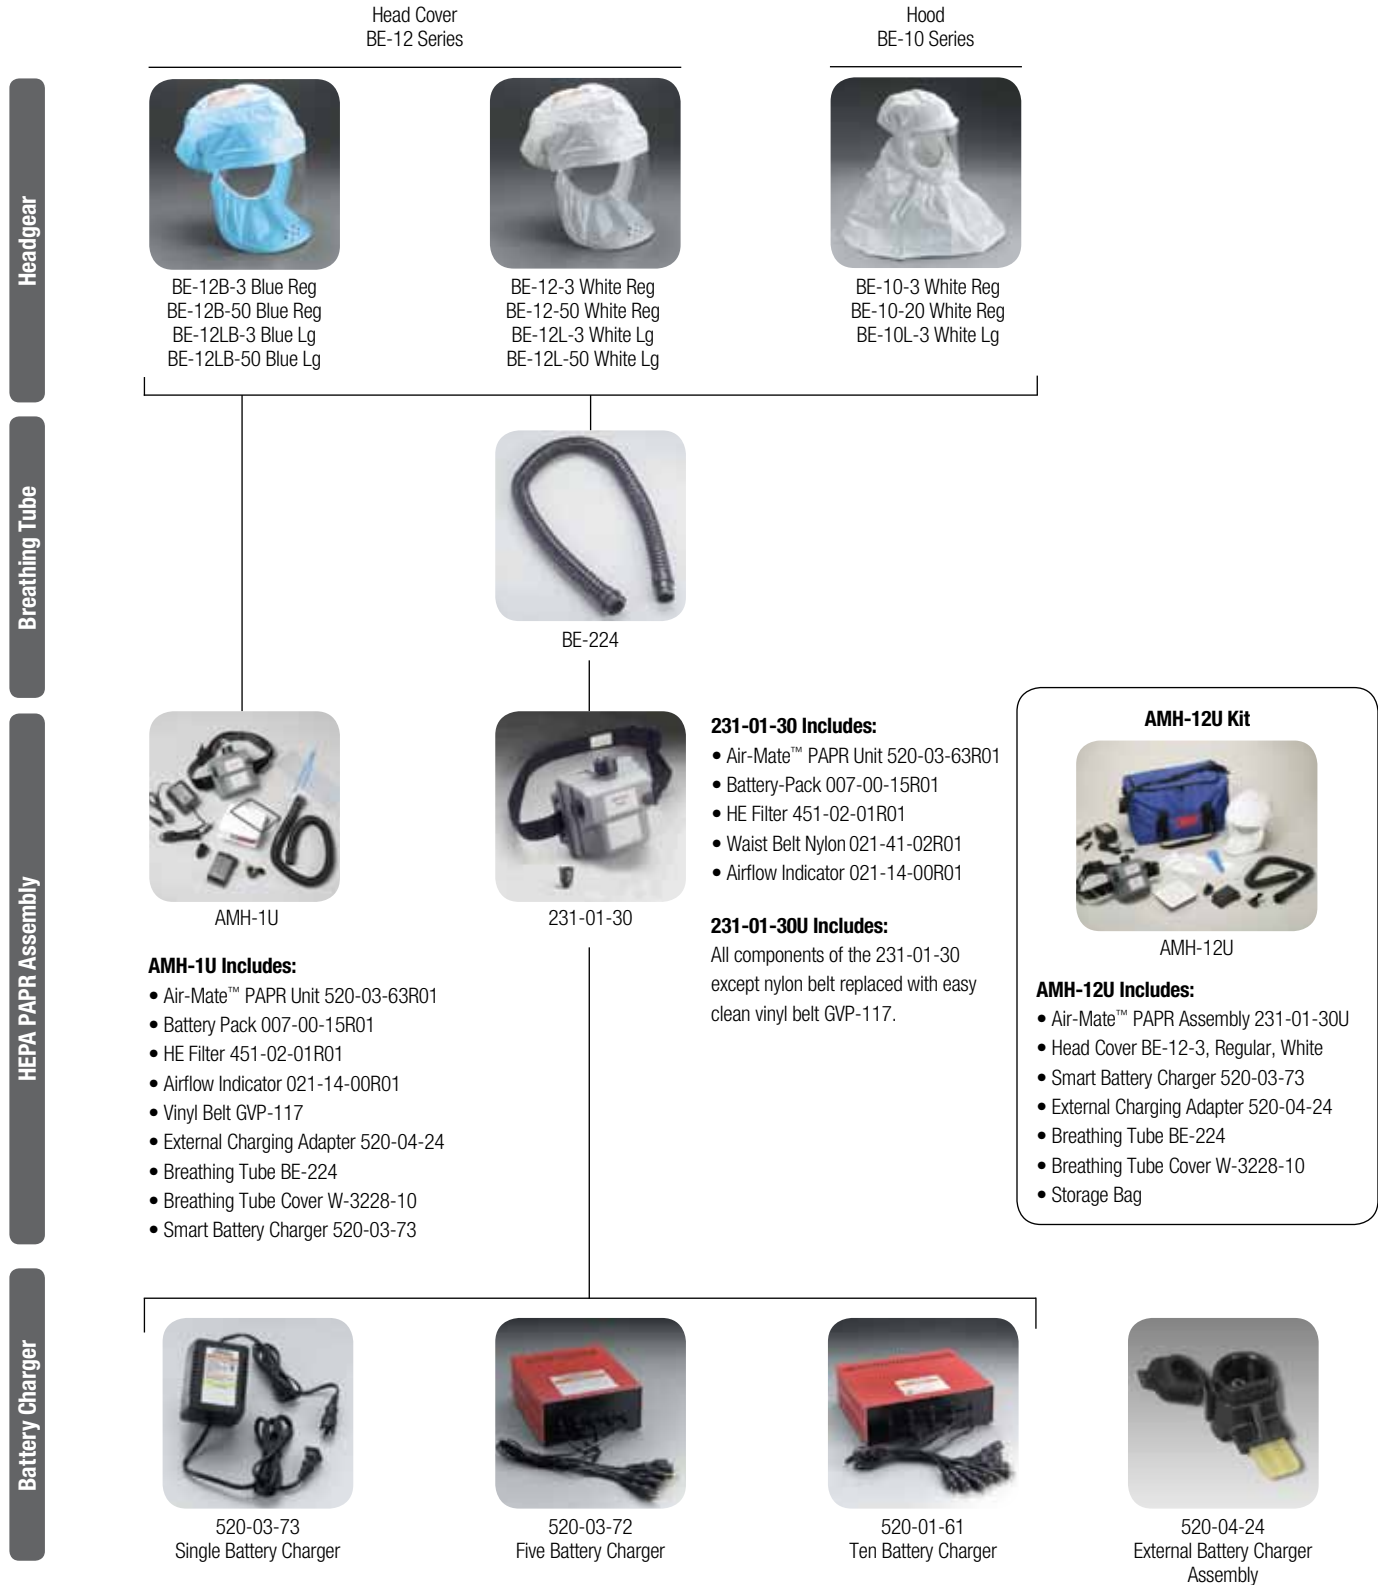 Head Cover
BE-12 Series
Hood
BE-10 Series
Headgear
BE-12B-3 Blue Reg
BE-12B-50 Blue Reg
BE-12LB-3 Blue Lg
BE-12LB-50 Blue Lg
BE-12-3 White Reg
BE-12-50 White Reg
BE-12L-3 White Lg
BE-12L-50 White Lg
BE-10-3 White Reg
BE-10-20 White Reg
BE-10L-3 White Lg
Breathing Tube
BE-224
HEPA PAPR Assembly
AMH-1U
AMH-1U Includes:
• Air-Mate™ PAPR Unit 520-03-63R01
• Battery Pack 007-00-15R01
• HE Filter 451-02-01R01
• Airflow Indicator 021-14-00R01
• Vinyl Belt GVP-117
• External Charging Adapter 520-04-24
• Breathing Tube BE-224
• Breathing Tube Cover W-3228-10
• Smart Battery Charger 520-03-73
231-01-30
231-01-30 Includes:
• Air-Mate™ PAPR Unit 520-03-63R01
• Battery-Pack 007-00-15R01
• HE Filter 451-02-01R01
• Waist Belt Nylon 021-41-02R01
• Airflow Indicator 021-14-00R01
231-01-30U Includes:
All components of the 231-01-30
except nylon belt replaced with easy
clean vinyl belt GVP-117.
AMH-12U Kit
AMH-12U
AMH-12U Includes:
• Air-Mate™ PAPR Assembly 231-01-30U
• Head Cover BE-12-3, Regular, White
• Smart Battery Charger 520-03-73
• External Charging Adapter 520-04-24
• Breathing Tube BE-224
• Breathing Tube Cover W-3228-10
• Storage Bag
Battery Charger
520-03-73
Single Battery Charger
520-03-72
Five Battery Charger
520-01-61
Ten Battery Charger
520-04-24
External Battery Charger
Assembly